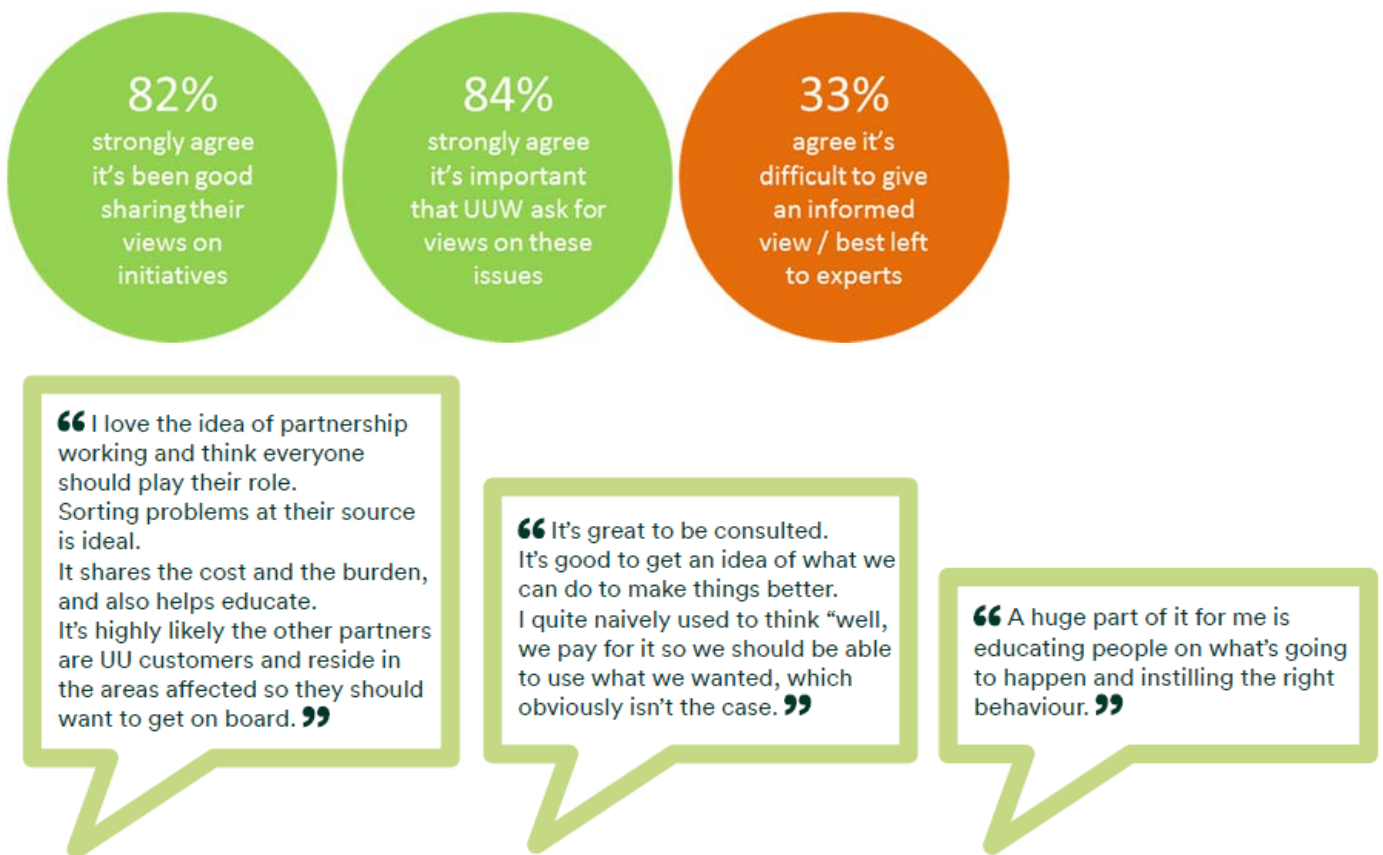 82%
strongly agree
it's been good
sharing their
views on
initiatives
84%
strongly agree
it's important
that UUW ask for
views on these
issues
33%
agree it's
difficult to give
an informed
view / best left
to experts
“ I love the idea of partnership
working and think everyone
should play their role.
Sorting problems at their source
is ideal.
It shares the cost and the burden,
and also helps educate.
It’s highly likely the other partners
are UU customers and reside in
the areas affected so they should
want to get on board. ”
“ It’s great to be consulted.
It’s good to get an idea of what we
can do to make things better.
I quite naively used to think “well,
we pay for it so we should be able
to use what we wanted, which
obviously isn’t the case. ”
“ A huge part of it for me is
educating people on what’s going
to happen and instilling the right
behaviour. ”